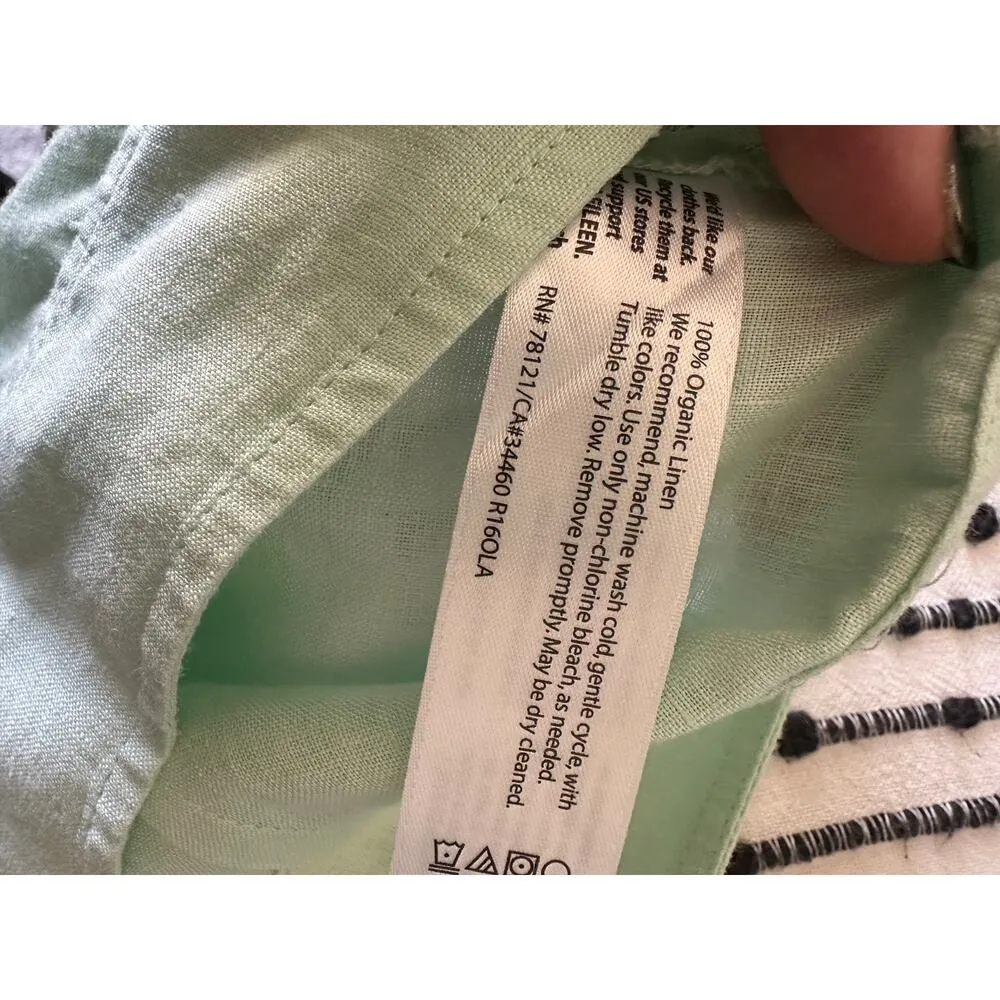 We'd like our
clothes back.
Recycle them at
US stores
support
EILEEN.
100% Organic Linen
We recommend, machine wash cold, gentle cycle, with
like colors. Use only non-chlorine bleach, as needed.
Tumble dry low. Remove promptly. May be dry cleaned.
RN# 78121/CA#34460 R16OLA